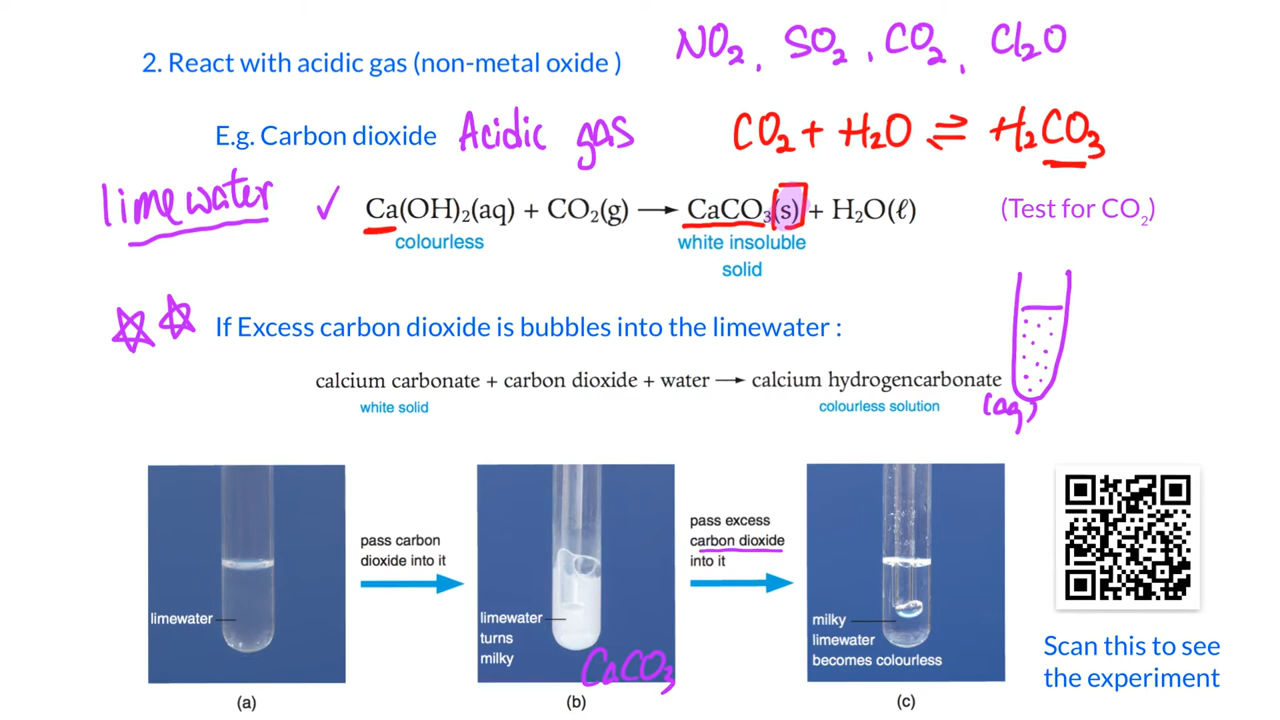 NO₂, SO₂, CO₂, Cl₂O
2. React with acidic gas (non-metal oxide )
E.g. Carbon dioxide Acidic gas CO₂ + H₂O ⇌ H₂CO₃
limewater ✓ Ca(OH)₂(aq) + CO₂(g) ⟶ CaCO₃(s) + H₂O(ℓ) (Test for CO₂)
colourless white insoluble
solid
If Excess carbon dioxide is bubbles into the limewater :
calcium carbonate + carbon dioxide + water ⟶ calcium hydrogencarbonate
white solid colourless solution (aq)
pass carbon
dioxide into it
pass excess
carbon dioxide
into it
limewater
limewater
turns
milky
CaCO₃
milky
limewater
becomes colourless
(a) (b) (c)
Scan this to see
the experiment